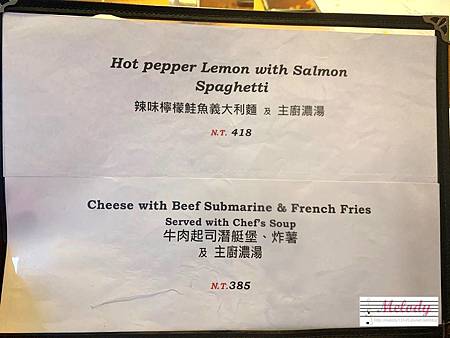 Hot pepper Lemon with Salmon
Spaghetti
辣味檸檬鮭魚義大利麵 及 主廚濃湯
N.T. 418
Cheese with Beef Submarine & French Fries
Served with Chef's Soup
牛肉起司潛艇堡、炸薯
及 主廚濃湯
N.T.385
Melody